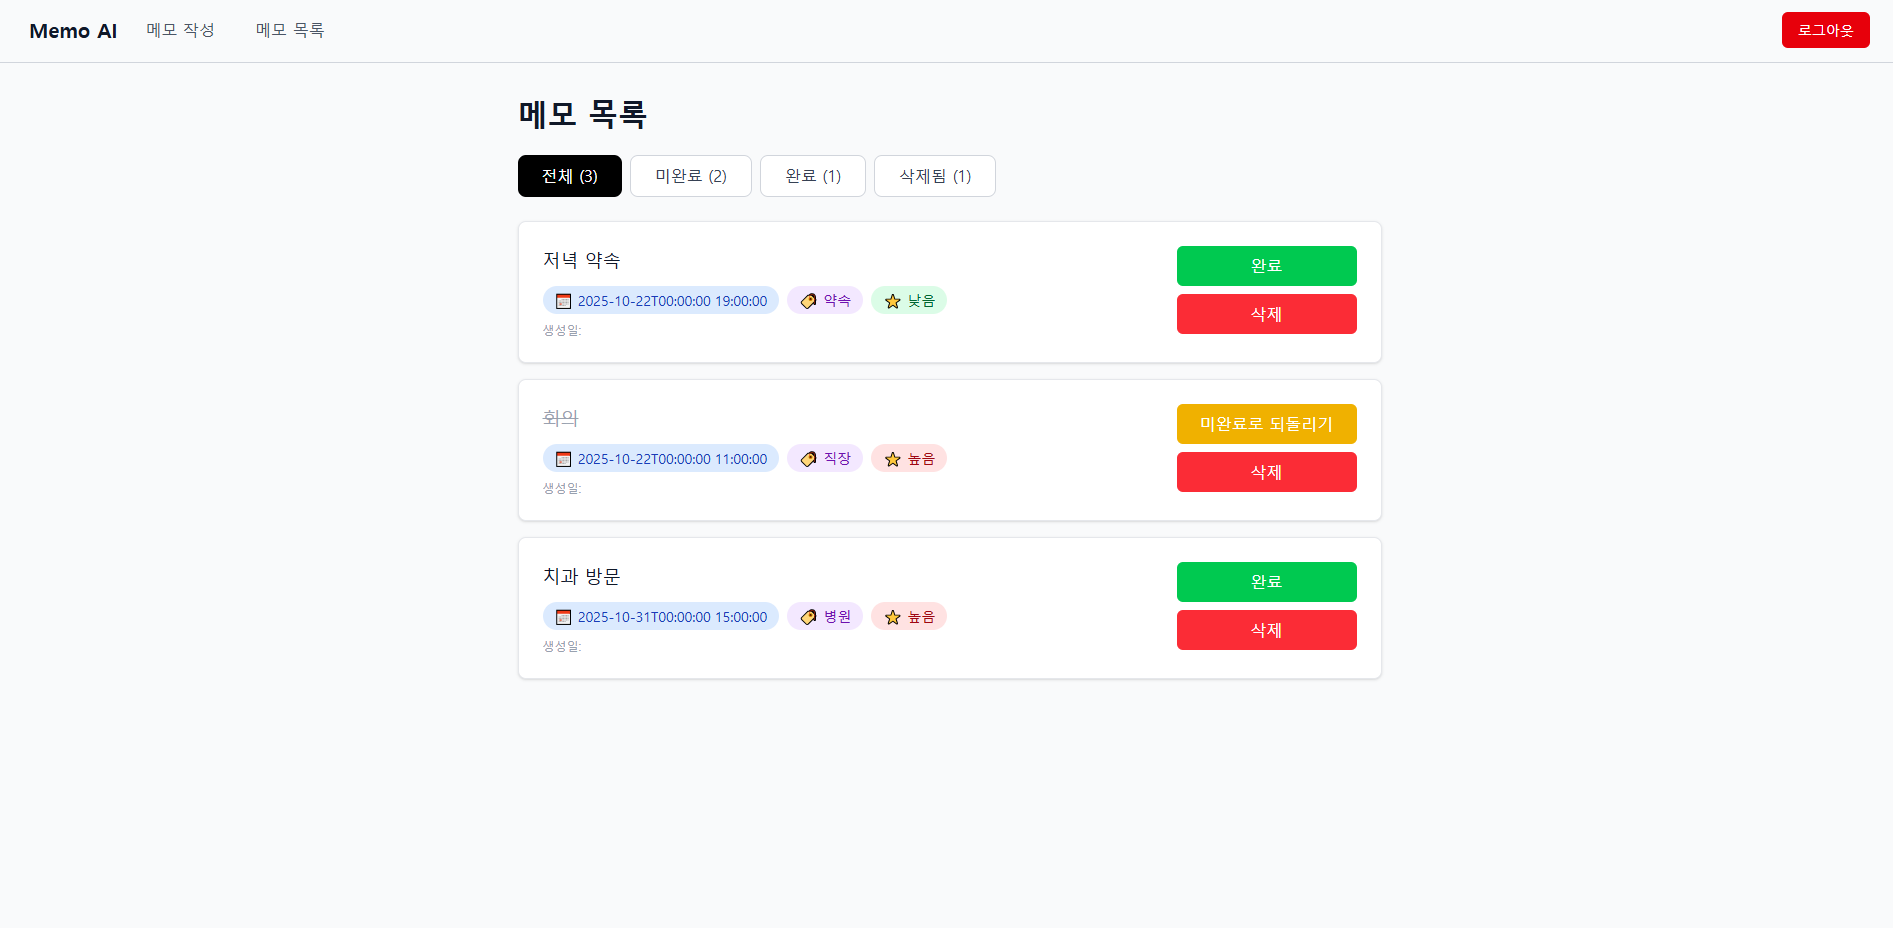 Memo AI 메모 작성 메모 목록 로그아웃
메모 목록
전체 (3) 미완료 (2) 완료 (1) 삭제됨 (1)
저녁 약속
완료
2025-10-22T00:00:00 19:00:00 약속 낮음
삭제
생성일:
회의
미완료로 되돌리기
2025-10-22T00:00:00 11:00:00 직장 높음
삭제
생성일:
치과 방문
완료
2025-10-31T00:00:00 15:00:00 병원 높음
삭제
생성일: